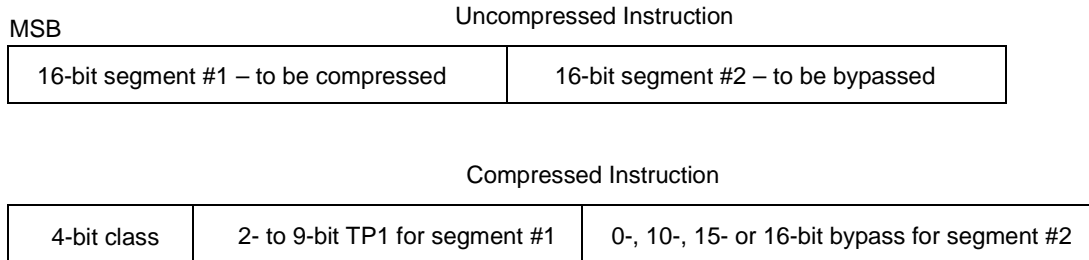 Uncompressed Instruction
MSB
16-bit segment #1 – to be compressed
16-bit segment #2 – to be bypassed
Compressed Instruction
4-bit class
2- to 9-bit TP1 for segment #1
0-, 10-, 15- or 16-bit bypass for segment #2